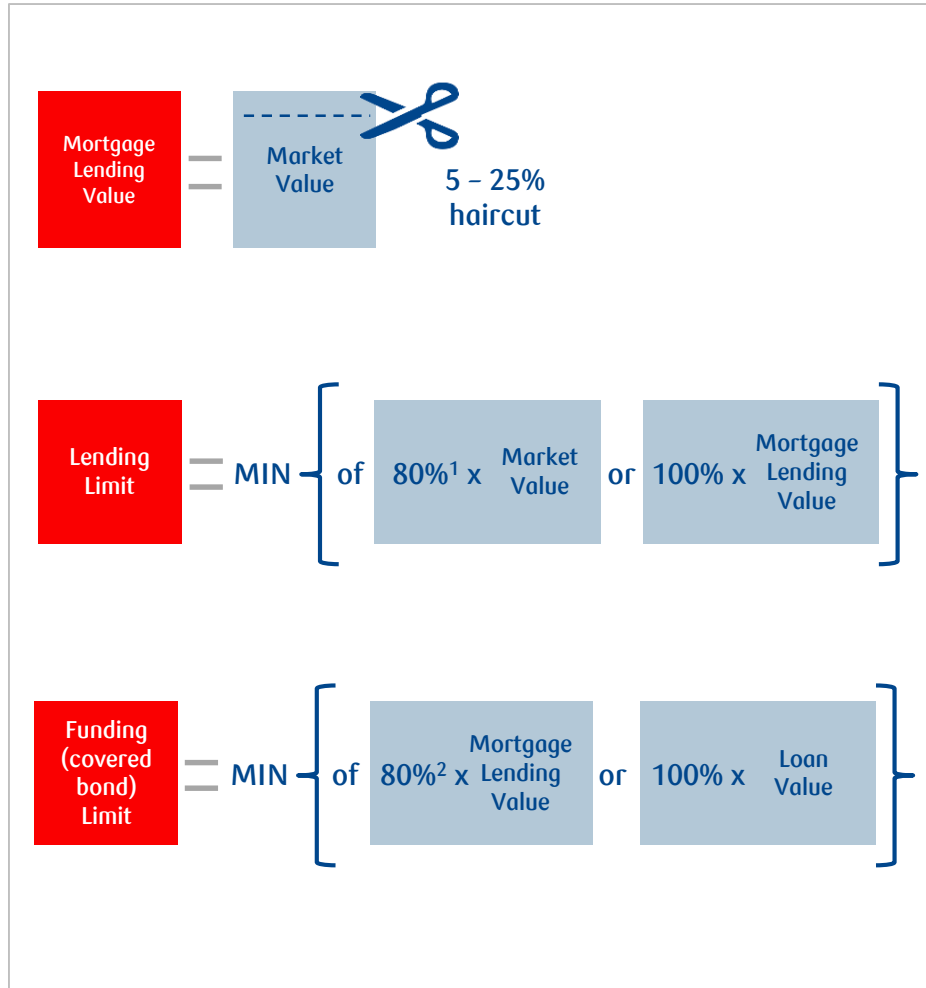 Mortgage
Lending
Value
=
Market
Value
5 – 25%
haircut
Lending
Limit
=
MIN { of 80%¹ x Market Value or 100% x Mortgage Lending Value }
Funding
(covered
bond)
Limit
=
MIN { of 80%² x Mortgage Lending Value or 100% x Loan Value }